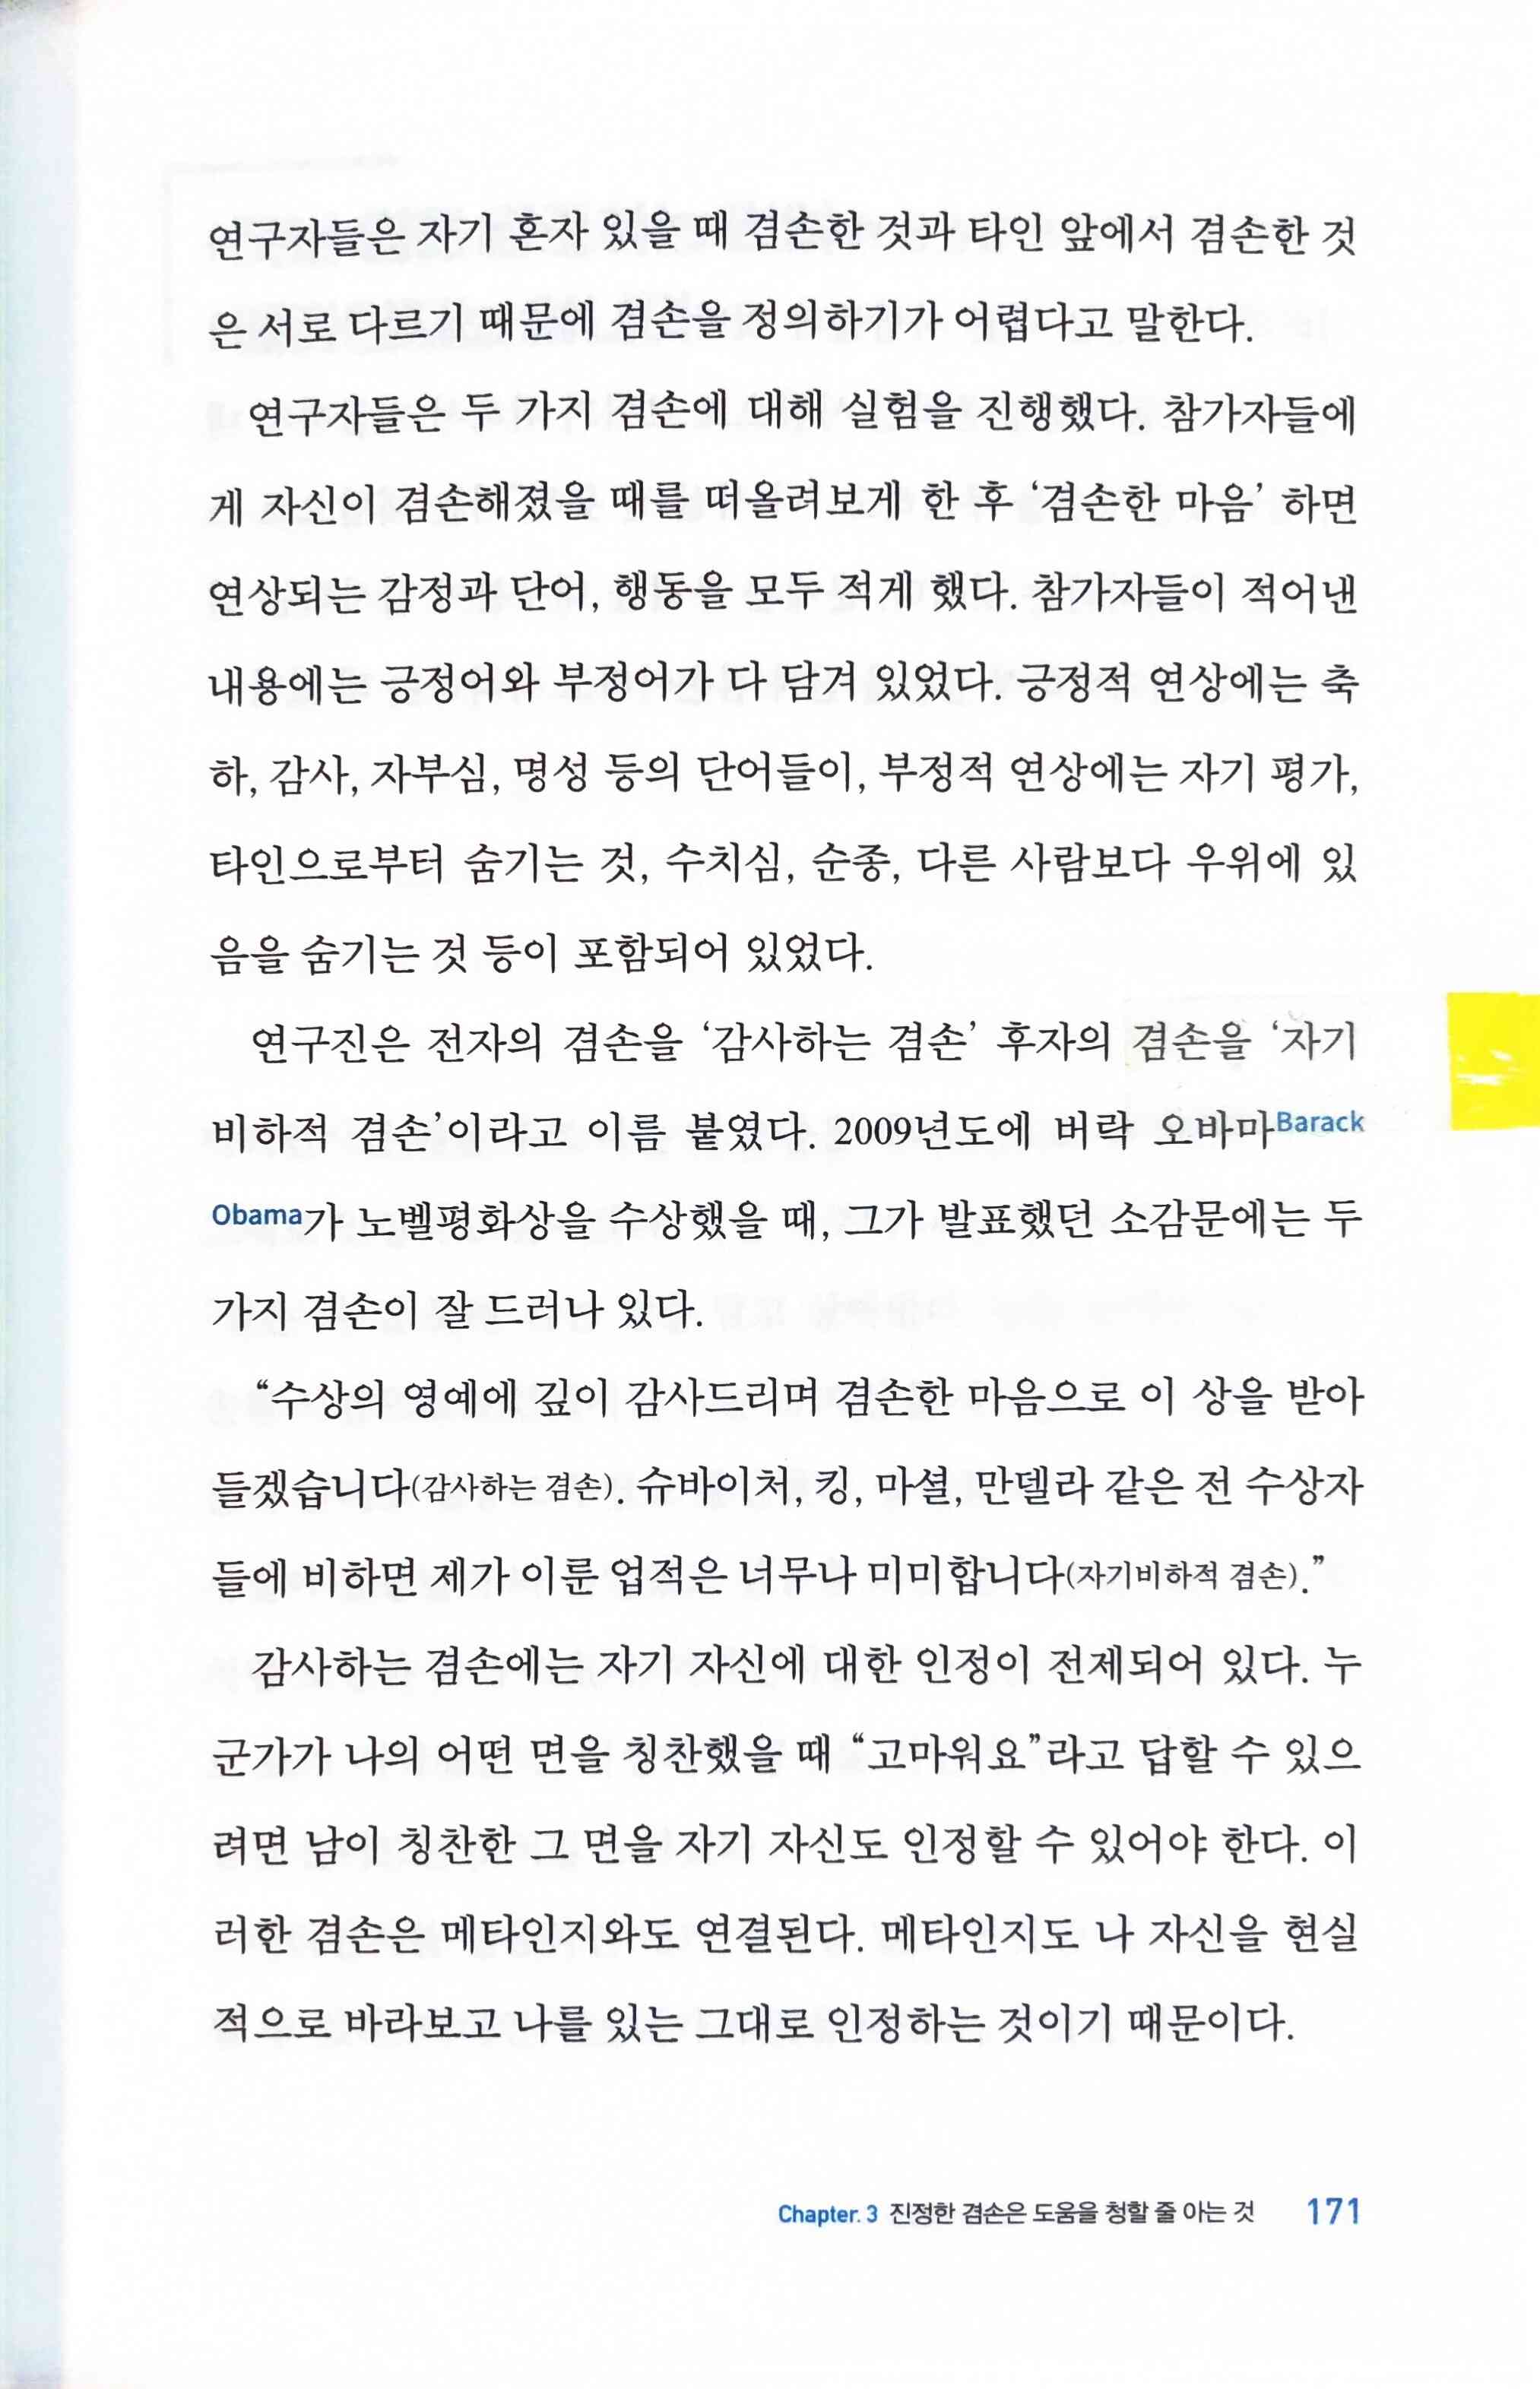 연구자들은 자기 혼자 있을 때 겸손한 것과 타인 앞에서 겸손한 것
은 서로 다르기 때문에 겸손을 정의하기가 어렵다고 말한다.
연구자들은 두 가지 겸손에 대해 실험을 진행했다. 참가자들에
게 자신이 겸손해졌을 때를 떠올려보게 한 후 ‘겸손한 마음’ 하면
연상되는 감정과 단어, 행동을 모두 적게 했다. 참가자들이 적어낸
내용에는 긍정어와 부정어가 다 담겨 있었다. 긍정적 연상에는 축
하, 감사, 자부심, 명성 등의 단어들이, 부정적 연상에는 자기 평가,
타인으로부터 숨기는 것, 수치심, 순종, 다른 사람보다 우위에 있
음을 숨기는 것 등이 포함되어 있었다.
연구진은 전자의 겸손을 ‘감사하는 겸손’ 후자의 겸손을 ‘자기
비하적 겸손’이라고 이름 붙였다. 2009년도에 버락 오바마Barack
Obama가 노벨평화상을 수상했을 때, 그가 발표했던 소감문에는 두
가지 겸손이 잘 드러나 있다.
“수상의 영예에 깊이 감사드리며 겸손한 마음으로 이 상을 받아
들겠습니다(감사하는 겸손). 슈바이처, 킹, 마셜, 만델라 같은 전 수상자
들에 비하면 제가 이룬 업적은 너무나 미미합니다(자기비하적 겸손).”
감사하는 겸손에는 자기 자신에 대한 인정이 전제되어 있다. 누
군가가 나의 어떤 면을 칭찬했을 때 “고마워요”라고 답할 수 있으
려면 남이 칭찬한 그 면을 자기 자신도 인정할 수 있어야 한다. 이
러한 겸손은 메타인지와도 연결된다. 메타인지도 나 자신을 현실
적으로 바라보고 나를 있는 그대로 인정하는 것이기 때문이다.
Chapter. 3 진정한 겸손은 도움을 청할 줄 아는 것 171